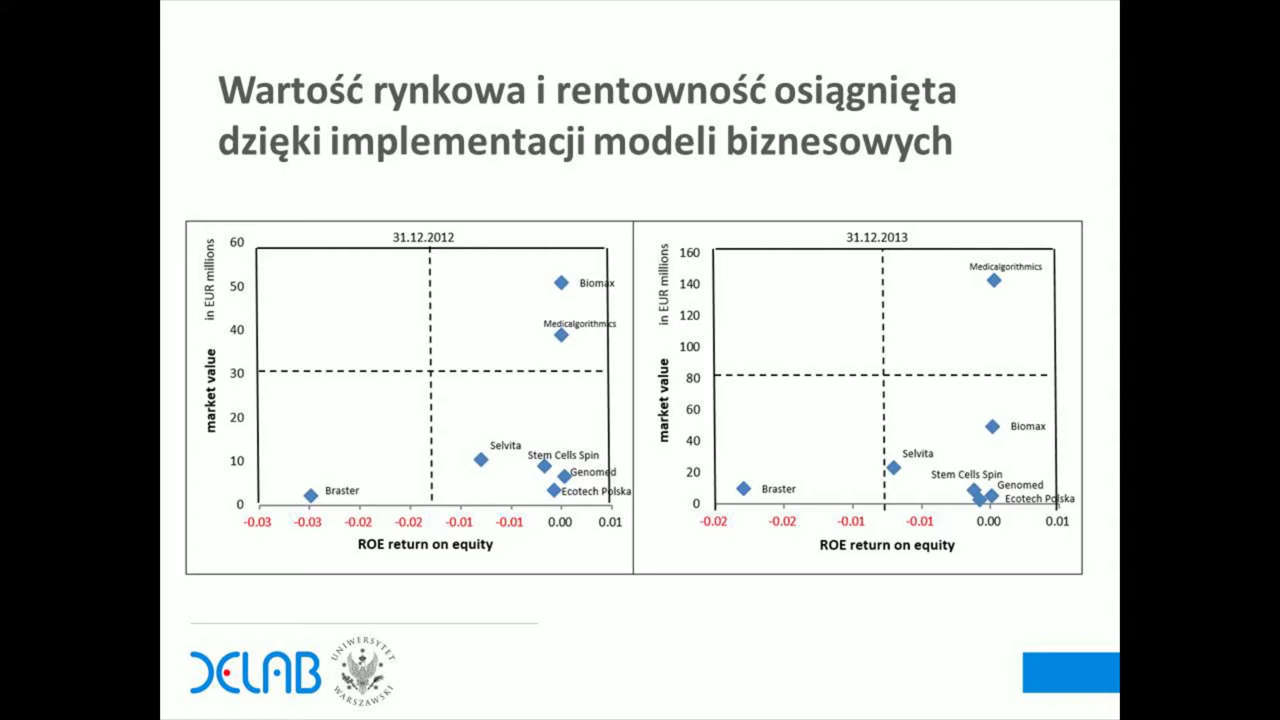 Wartość rynkowa i rentowność osiągnięta
dzięki implementacji modeli biznesowych
31.12.2012
in EUR millions
market value
60
50
40
30
20
10
0
Biomax
Medicalgorithmics
Selvita
Stem Cells Spin
Genomed
Ecotech Polska
Braster
-0.03 -0.03 -0.02 -0.02 -0.01 -0.01 0.00 0.01
ROE return on equity
31.12.2013
in EUR millions
market value
160
140
120
100
80
60
40
20
0
Medicalgorithmics
Biomax
Selvita
Stem Cells Spin
Genomed
Ecotech Polska
Braster
-0.02 -0.02 -0.01 -0.01 0.00 0.01
ROE return on equity
DELAB
UNIWERSYTET
WARSZAWSKI